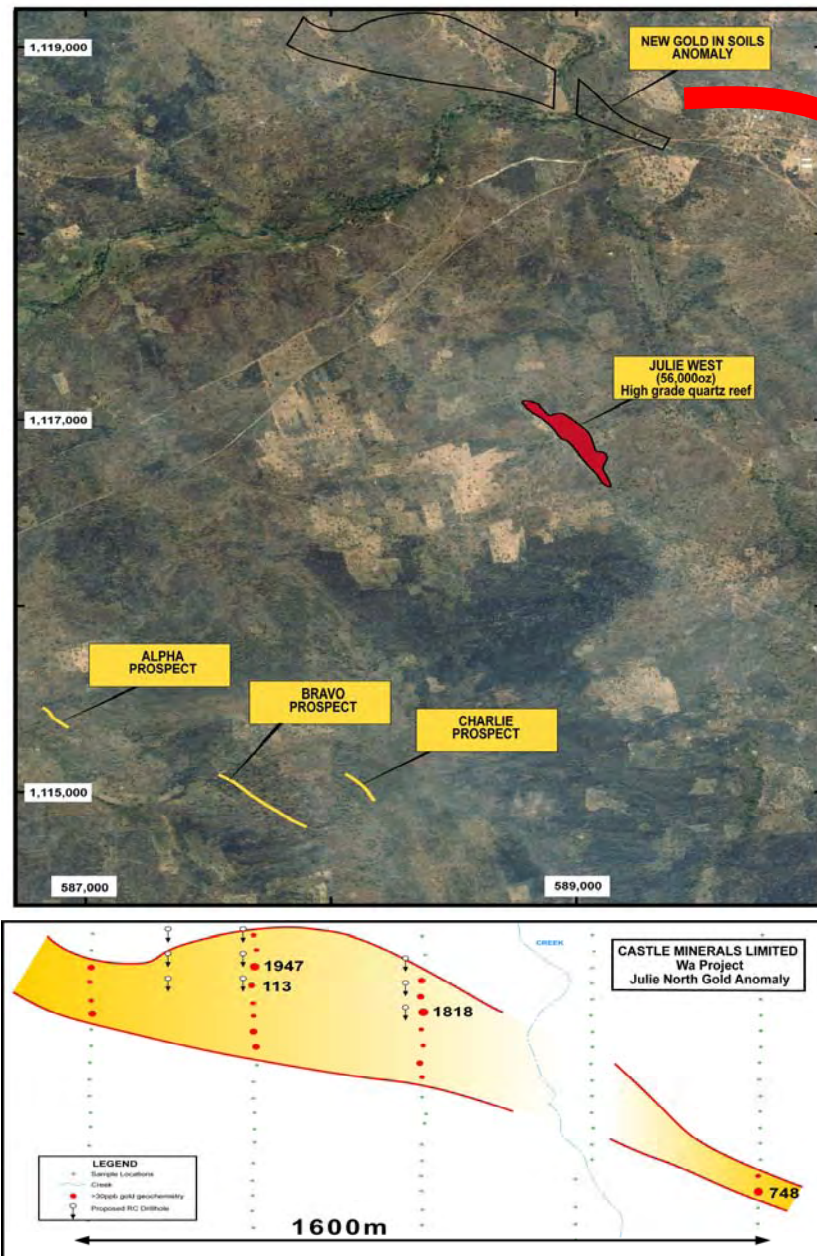 1,119,000
NEW GOLD IN SOILS
ANOMALY
JULIE WEST
(56,000oz)
High grade quartz reef
1,117,000
ALPHA
PROSPECT
BRAVO
PROSPECT
CHARLIE
PROSPECT
1,115,000
587,000
589,000
CREEK
CASTLE MINERALS LIMITED
Wa Project
Julie North Gold Anomaly
1947
113
1818
748
LEGEND
Sample Locations
Creek
>30ppb gold geochemistry
Proposed RC Drillhole
1600m